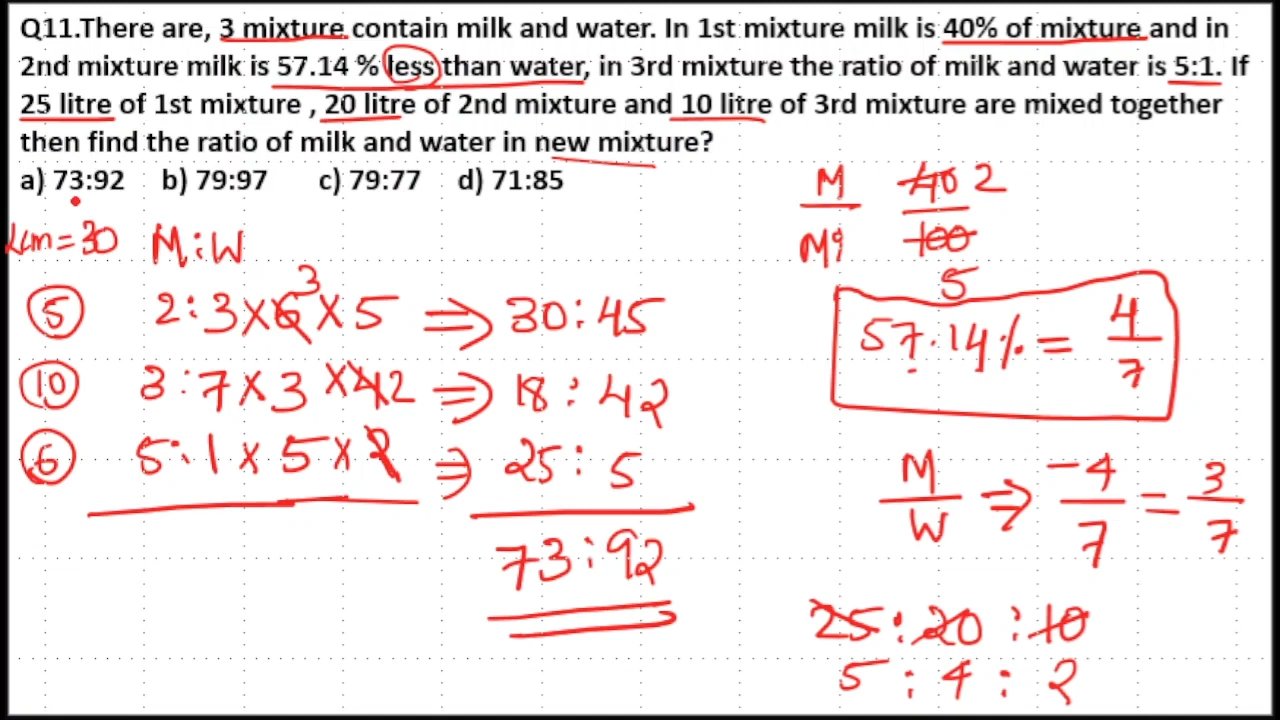 Q11.There are, 3 mixture contain milk and water. In 1st mixture milk is 40% of mixture and in
2nd mixture milk is 57.14 % less than water, in 3rd mixture the ratio of milk and water is 5:1. If
25 litre of 1st mixture , 20 litre of 2nd mixture and 10 litre of 3rd mixture are mixed together
then find the ratio of milk and water in new mixture?
a) 73:92 b) 79:97 c) 79:77 d) 71:85
M 40 2
Mi 100
5
Lcm = 30 M:W
3
5 2:3×6×5 ⇒ 30:45
57.14% = 4/7
10 3:7×3×42 ⇒ 18:42
6 5:1×5×2 ⇒ 25:5
M/W ⇒ -4/7 = 3/7
73:92
25:20:10
5:4:2